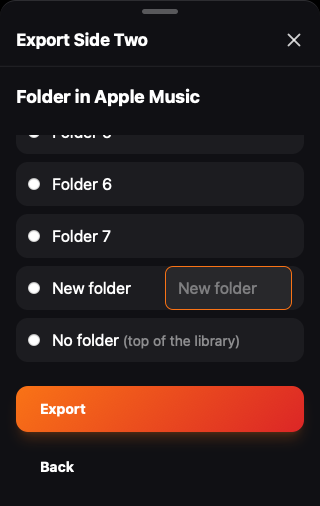 Export Side Two
Folder in Apple Music
Folder 6
Folder 7
New folder New folder
No folder (top of the library)
Export
Back